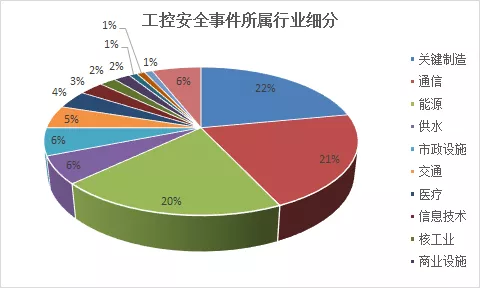 工控安全事件所属行业细分
1%
1%
1%
2%
2%
3%
4%
5%
6%
6%
20%
21%
22%
6%
关键制造
通信
能源
供水
市政设施
交通
医疗
信息技术
核工业
商业设施